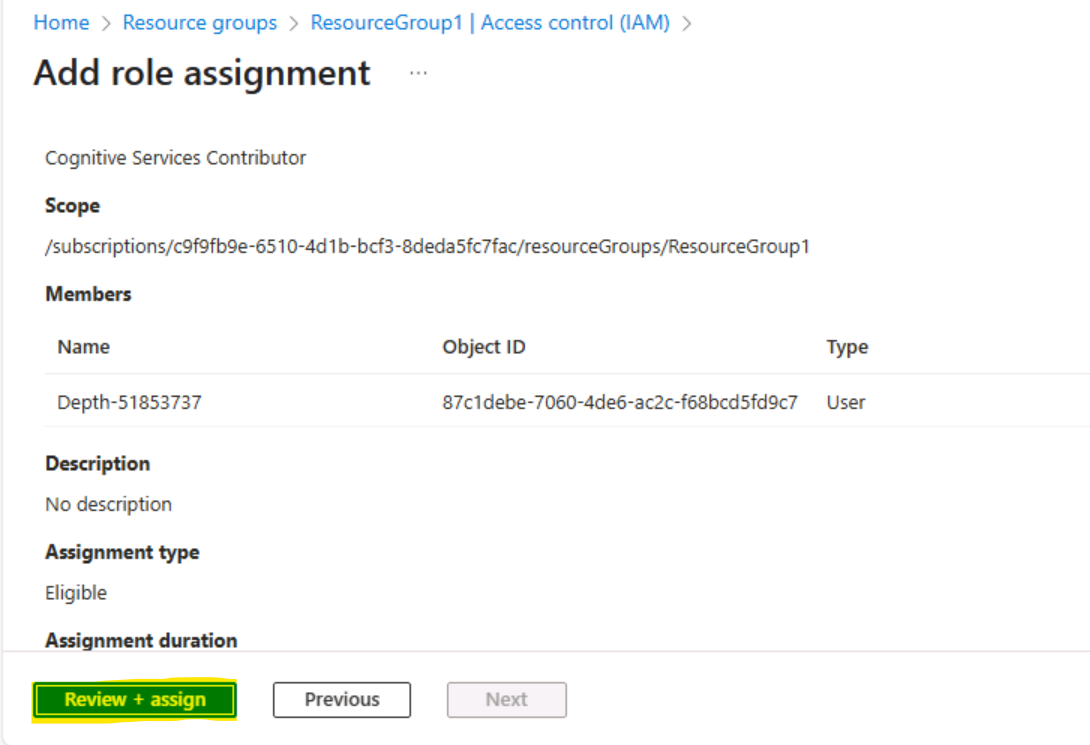 Home > Resource groups > ResourceGroup1 | Access control (IAM) >
Add role assignment ...
Cognitive Services Contributor
Scope
/subscriptions/c9f9fb9e-6510-4d1b-bcf3-8deda5fc7fac/resourceGroups/ResourceGroup1
Members
Name Object ID Type
Depth-51853737 87c1debe-7060-4de6-ac2c-f68bcd5fd9c7 User
Description
No description
Assignment type
Eligible
Assignment duration
Review + assign Previous Next